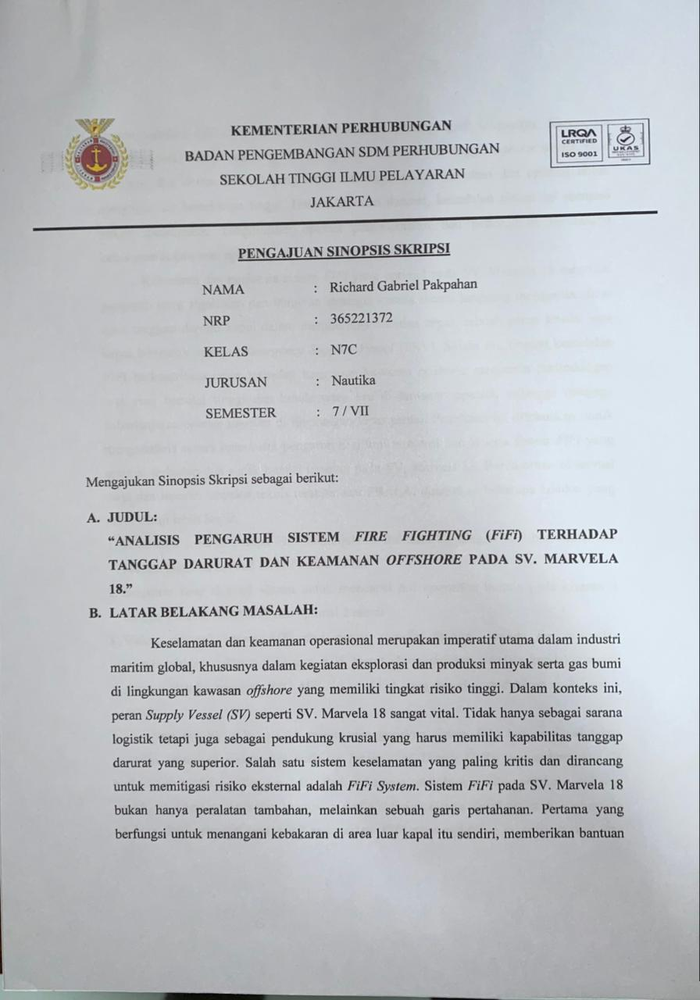 KEMENTERIAN PERHUBUNGAN
BADAN PENGEMBANGAN SDM PERHUBUNGAN
SEKOLAH TINGGI ILMU PELAYARAN
JAKARTA
LRQA
CERTIFIED
ISO 9001
UKAS
PENGAJUAN SINOPSIS SKRIPSI
NAMA : Richard Gabriel Pakpahan
NRP : 365221372
KELAS : N7C
JURUSAN : Nautika
SEMESTER : 7 / VII
Mengajukan Sinopsis Skripsi sebagai berikut:
A. JUDUL:
“ANALISIS PENGARUH SISTEM FIRE FIGHTING (FiFi) TERHADAP
TANGGAP DARURAT DAN KEAMANAN OFFSHORE PADA SV. MARVELA
18.”
B. LATAR BELAKANG MASALAH:
Keselamatan dan keamanan operasional merupakan imperatif utama dalam industri
maritim global, khususnya dalam kegiatan eksplorasi dan produksi minyak serta gas bumi
di lingkungan kawasan offshore yang memiliki tingkat risiko tinggi. Dalam konteks ini,
peran Supply Vessel (SV) seperti SV. Marvela 18 sangat vital. Tidak hanya sebagai sarana
logistik tetapi juga sebagai pendukung krusial yang harus memiliki kapabilitas tanggap
darurat yang superior. Salah satu sistem keselamatan yang paling kritis dan dirancang
untuk memitigasi risiko eksternal adalah FiFi System. Sistem FiFi pada SV. Marvela 18
bukan hanya peralatan tambahan, melainkan sebuah garis pertahanan. Pertama yang
berfungsi untuk menangani kebakaran di area luar kapal itu sendiri, memberikan bantuan